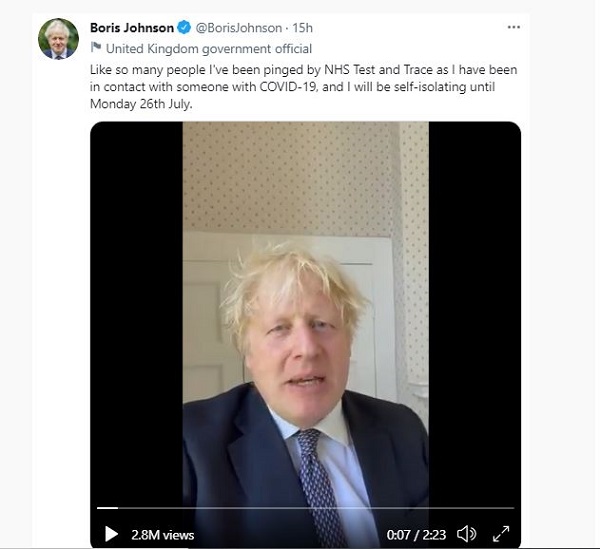 Boris Johnson @BorisJohnson · 15h
United Kingdom government official
Like so many people I've been pinged by NHS Test and Trace as I have been
in contact with someone with COVID-19, and I will be self-isolating until
Monday 26th July.
2.8M views 0:07 / 2:23